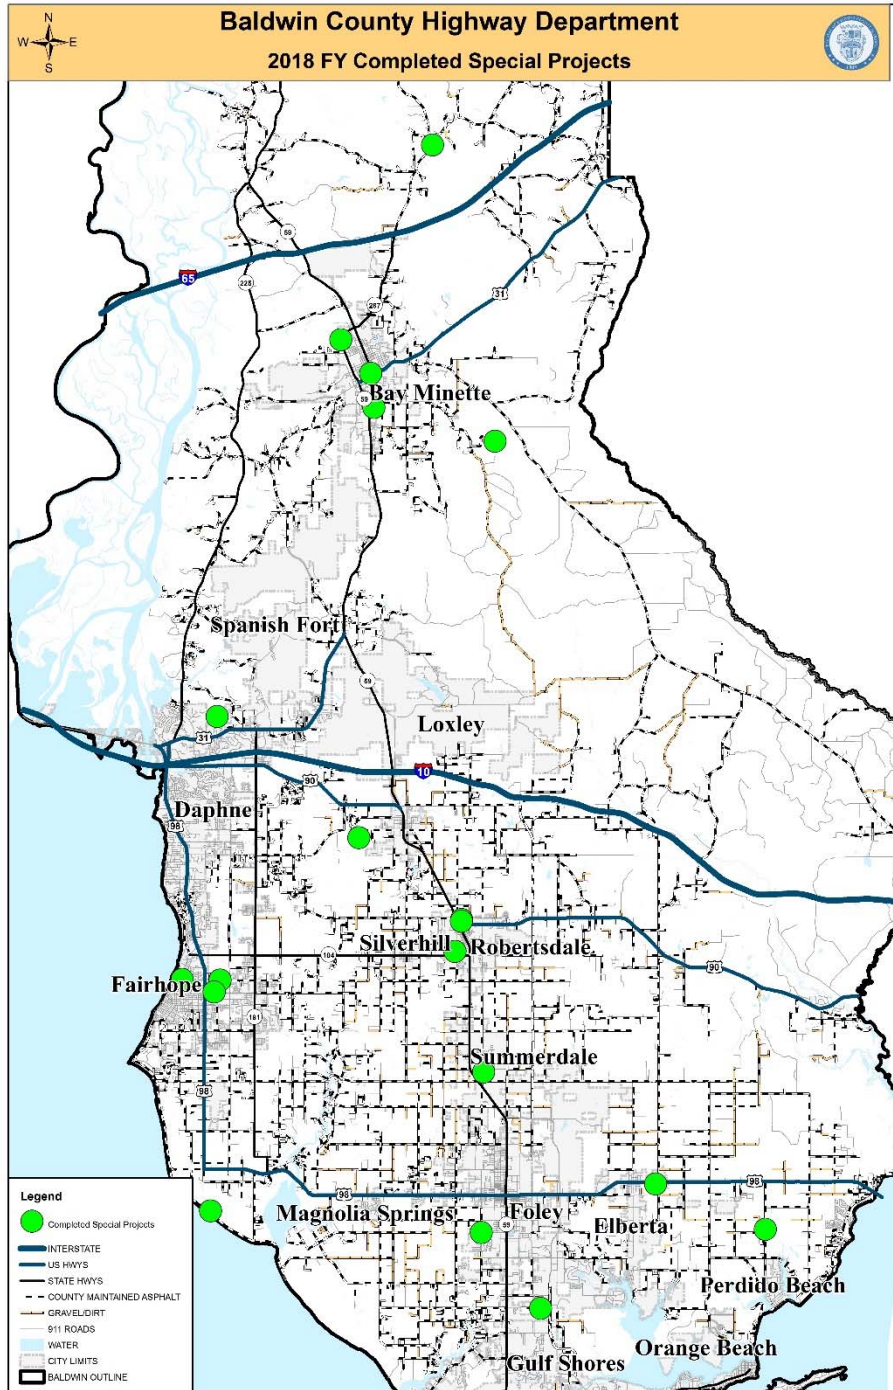 Baldwin County Highway Department
2018 FY Completed Special Projects
N
W
E
S
59
65
225
287
31
Bay Minette
59
Spanish Fort
59
Loxley
31
10
90
Daphne
98
Silverhill
Robertsdale
104
90
Fairhope
181
Summerdale
98
98
98
Magnolia Springs
Foley
59
Elberta
Perdido Beach
Orange Beach
Gulf Shores
Legend
Completed Special Projects
INTERSTATE
US HWYS
STATE HWYS
COUNTY MAINTAINED ASPHALT
GRAVEL/DIRT
911 ROADS
WATER
CITY LIMITS
BALDWIN OUTLINE